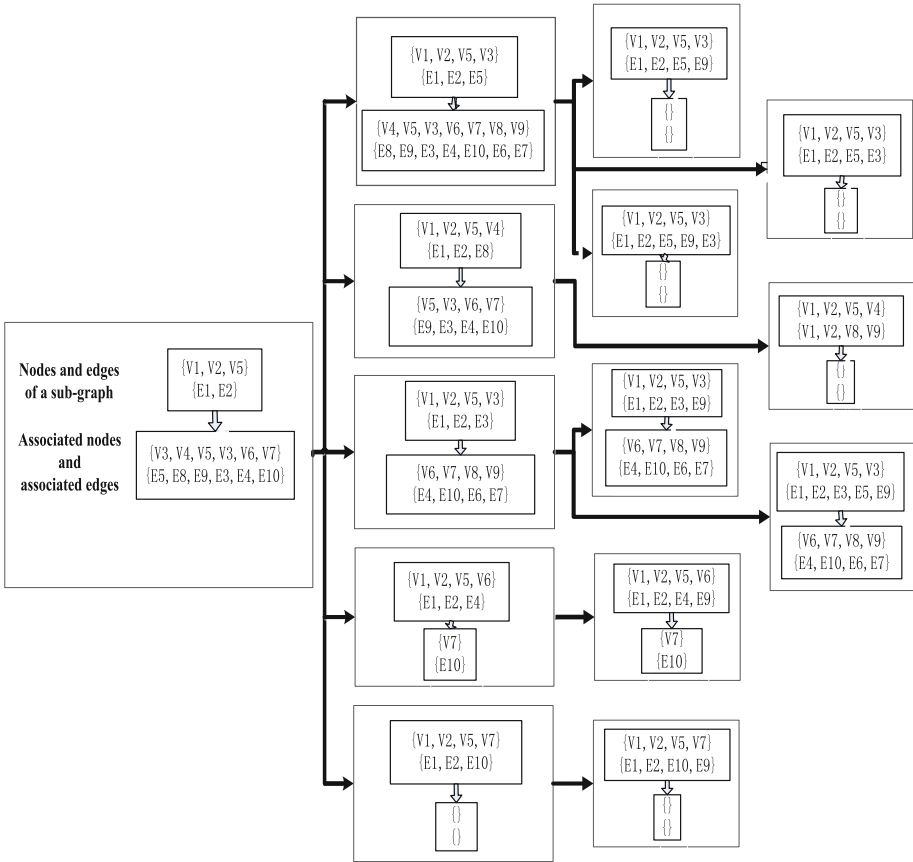 Nodes and edges
of a sub-graph
{V1, V2, V5}
{E1, E2}
Associated nodes
and
associated edges
{V3, V4, V5, V3, V6, V7}
{E5, E8, E9, E3, E4, E10}
{V1, V2, V5, V3}
{E1, E2, E5}
{V4, V5, V3, V6, V7, V8, V9}
{E8, E9, E3, E4, E10, E6, E7}
{V1, V2, V5, V3}
{E1, E2, E5, E9}
{}
{}
{V1, V2, V5, V3}
{E1, E2, E5, E3}
{}
{}
{V1, V2, V5, V3}
{E1, E2, E5, E9, E3}
{}
{}
{V1, V2, V5, V4}
{E1, E2, E8}
{V5, V3, V6, V7}
{E9, E3, E4, E10}
{V1, V2, V5, V4}
{V1, V2, V8, V9}
{}
{}
{V1, V2, V5, V3}
{E1, E2, E3}
{V6, V7, V8, V9}
{E4, E10, E6, E7}
{V1, V2, V5, V3}
{E1, E2, E3, E9}
{V6, V7, V8, V9}
{E4, E10, E6, E7}
{V1, V2, V5, V3}
{E1, E2, E3, E5, E9}
{V6, V7, V8, V9}
{E4, E10, E6, E7}
{V1, V2, V5, V6}
{E1, E2, E4}
{V7}
{E10}
{V1, V2, V5, V6}
{E1, E2, E4, E9}
{V7}
{E10}
{V1, V2, V5, V7}
{E1, E2, E10}
{}
{}
{V1, V2, V5, V7}
{E1, E2, E10, E9}
{}
{}